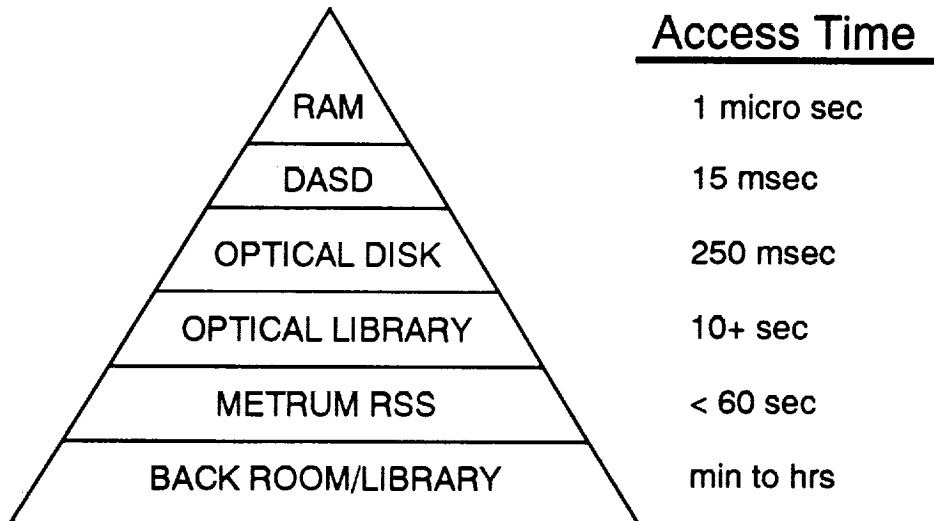 Access Time
RAM 1 micro sec
DASD 15 msec
OPTICAL DISK 250 msec
OPTICAL LIBRARY 10+ sec
METRUM RSS < 60 sec
BACK ROOM/LIBRARY min to hrs